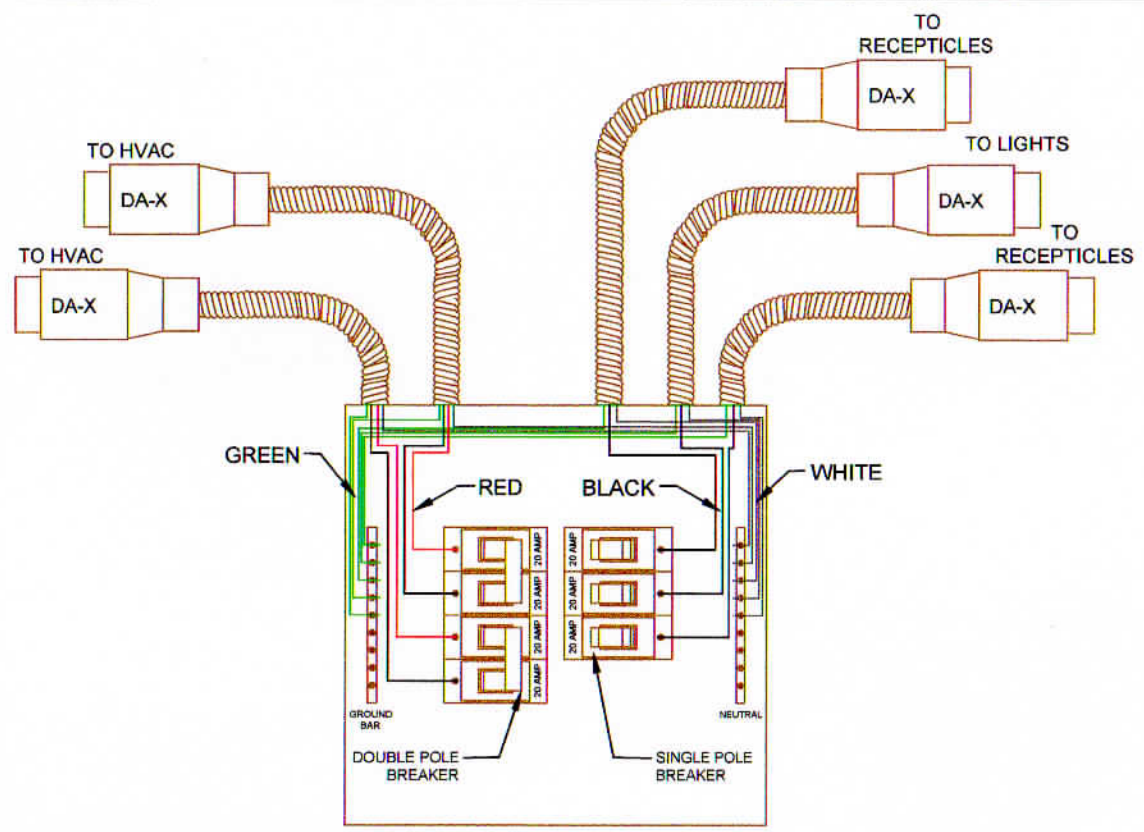 TO
RECEPTICLES
DA-X
TO LIGHTS
DA-X
TO
RECEPTICLES
DA-X
TO HVAC
DA-X
TO HVAC
DA-X
GREEN
RED
BLACK
WHITE
20 AMP
20 AMP
20 AMP
20 AMP
20 AMP
20 AMP
20 AMP
GROUND
BAR
NEUTRAL
DOUBLE POLE
BREAKER
SINGLE POLE
BREAKER